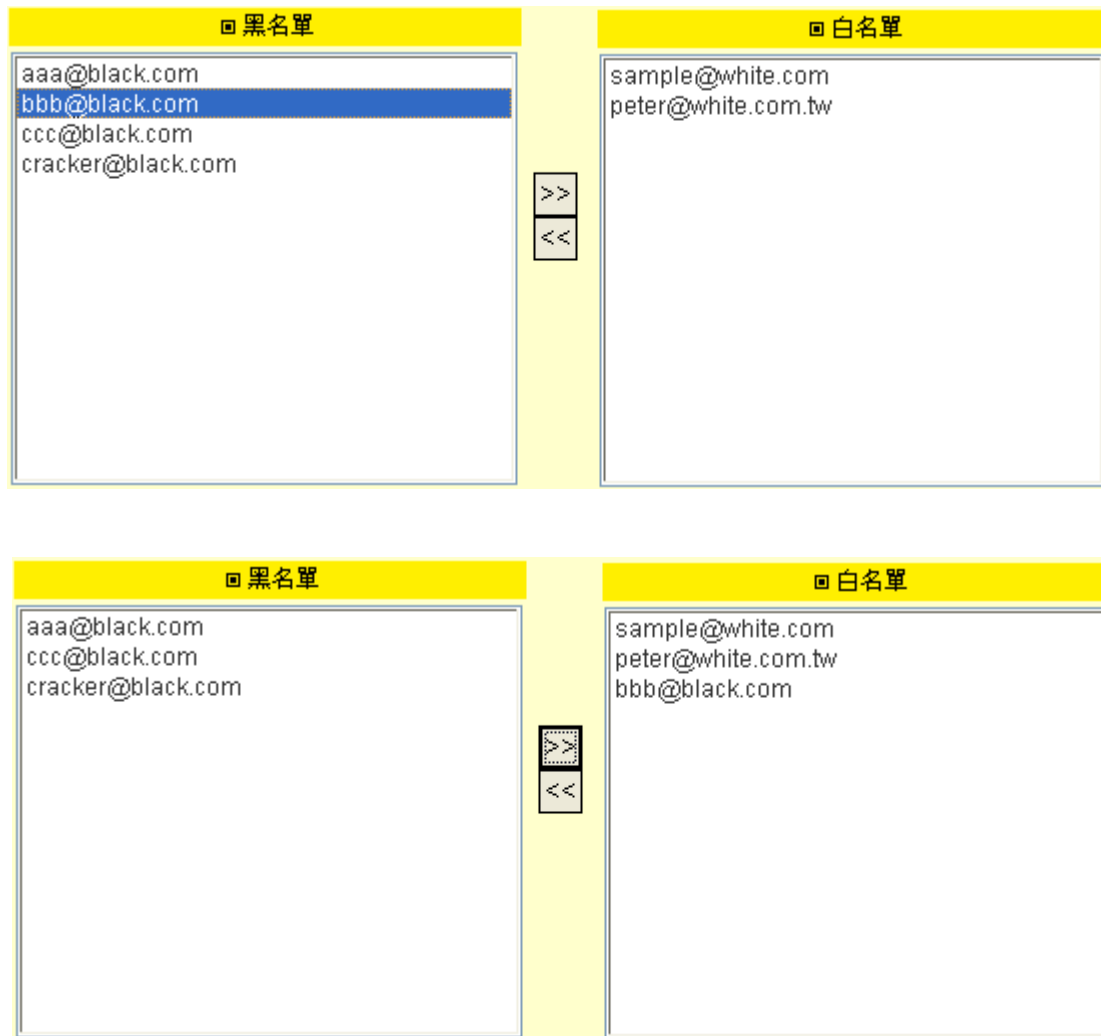 ▣ 黑名單
▣ 白名單
aaa@black.com
bbb@black.com
ccc@black.com
cracker@black.com
>>
<<
sample@white.com
peter@white.com.tw
▣ 黑名單
▣ 白名單
aaa@black.com
ccc@black.com
cracker@black.com
>>
<<
sample@white.com
peter@white.com.tw
bbb@black.com